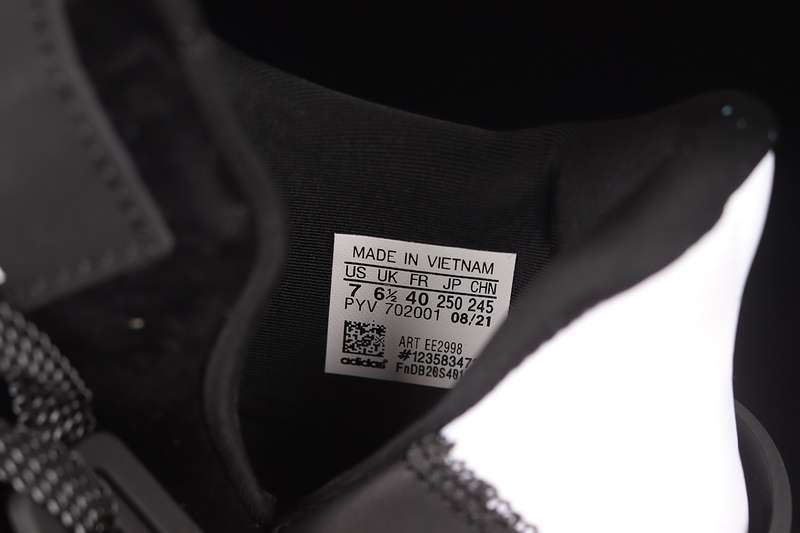 MADE IN VIETNAM
US UK FR JP CHN
7 6½ 40 250 245
PYV 702001 08/21
ART EE2998
#12358347
adidas FnDB20S401